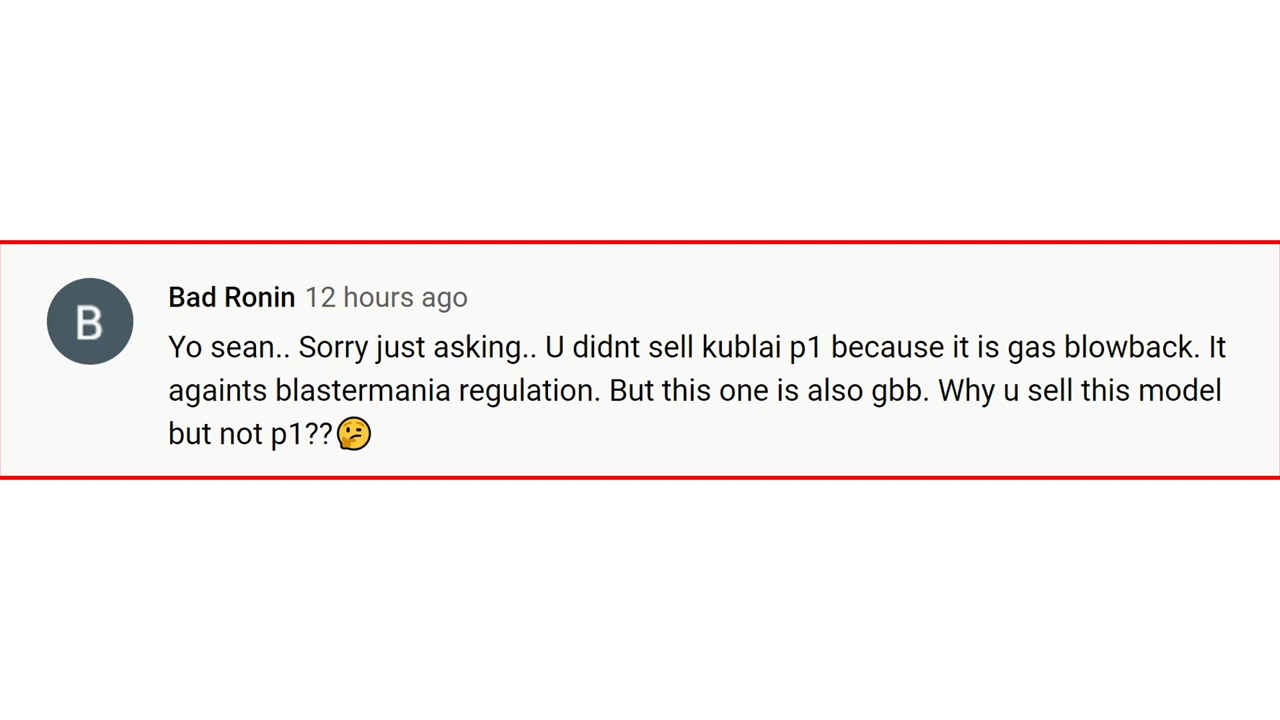 B
Bad Ronin 12 hours ago
Yo sean.. Sorry just asking.. U didnt sell kublai p1 because it is gas blowback. It
againts blastermania regulation. But this one is also gbb. Why u sell this model
but not p1??🤔